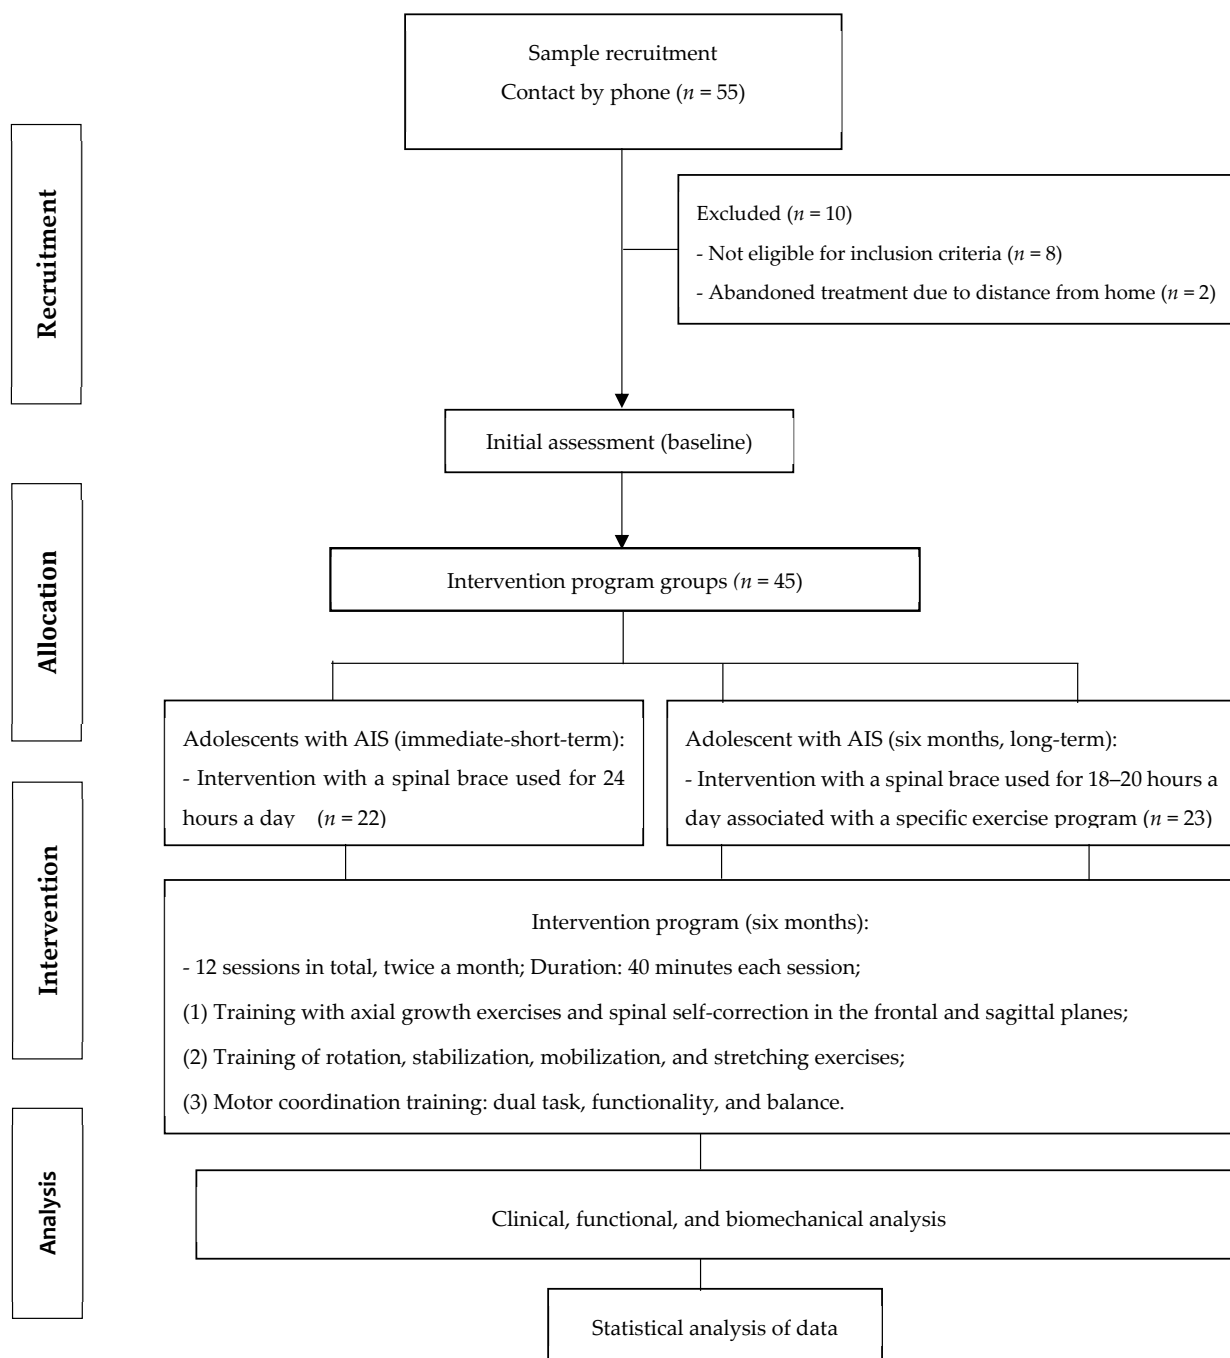 Sample recruitment
Contact by phone (n = 55)
Recruitment
Excluded (n = 10)
- Not eligible for inclusion criteria (n = 8)
- Abandoned treatment due to distance from home (n = 2)
Initial assessment (baseline)
Allocation
Intervention program groups (n = 45)
Adolescents with AIS (immediate-short-term):
- Intervention with a spinal brace used for 24
hours a day (n = 22)
Adolescent with AIS (six months, long-term):
- Intervention with a spinal brace used for 18–20 hours a
day associated with a specific exercise program (n = 23)
Intervention
Intervention program (six months):
- 12 sessions in total, twice a month; Duration: 40 minutes each session;
(1) Training with axial growth exercises and spinal self-correction in the frontal and sagittal planes;
(2) Training of rotation, stabilization, mobilization, and stretching exercises;
(3) Motor coordination training: dual task, functionality, and balance.
Analysis
Clinical, functional, and biomechanical analysis
Statistical analysis of data